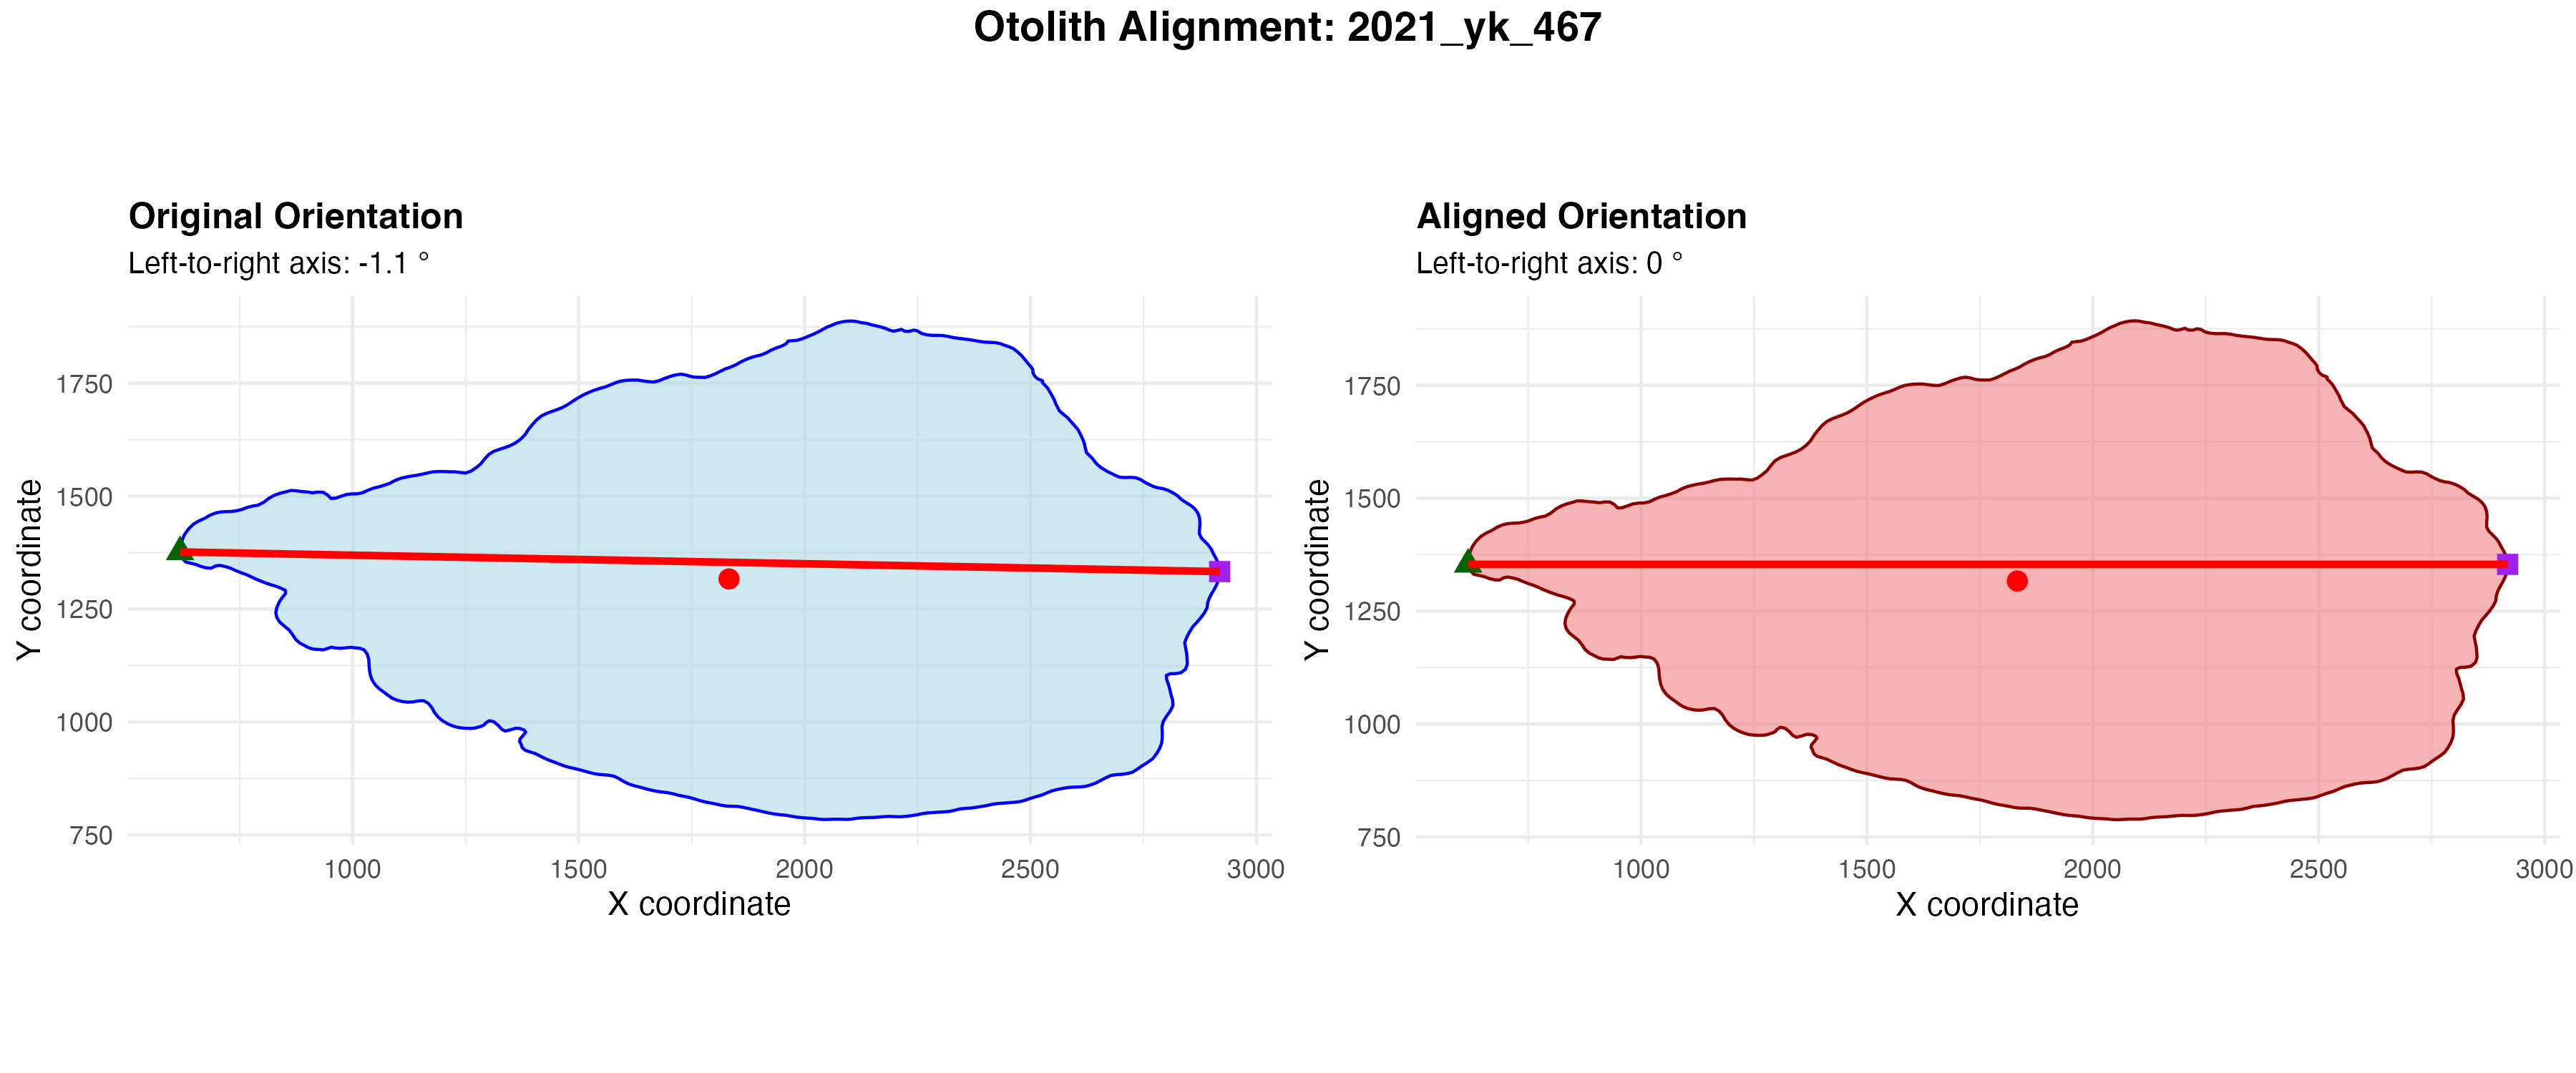 Otolith Alignment: 2021_yk_467
Original Orientation
Left-to-right axis: -1.1 °
Y coordinate
1750
1500
1250
1000
750
1000 1500 2000 2500 3000
X coordinate
Aligned Orientation
Left-to-right axis: 0 °
Y coordinate
1750
1500
1250
1000
750
1000 1500 2000 2500 3000
X coordinate